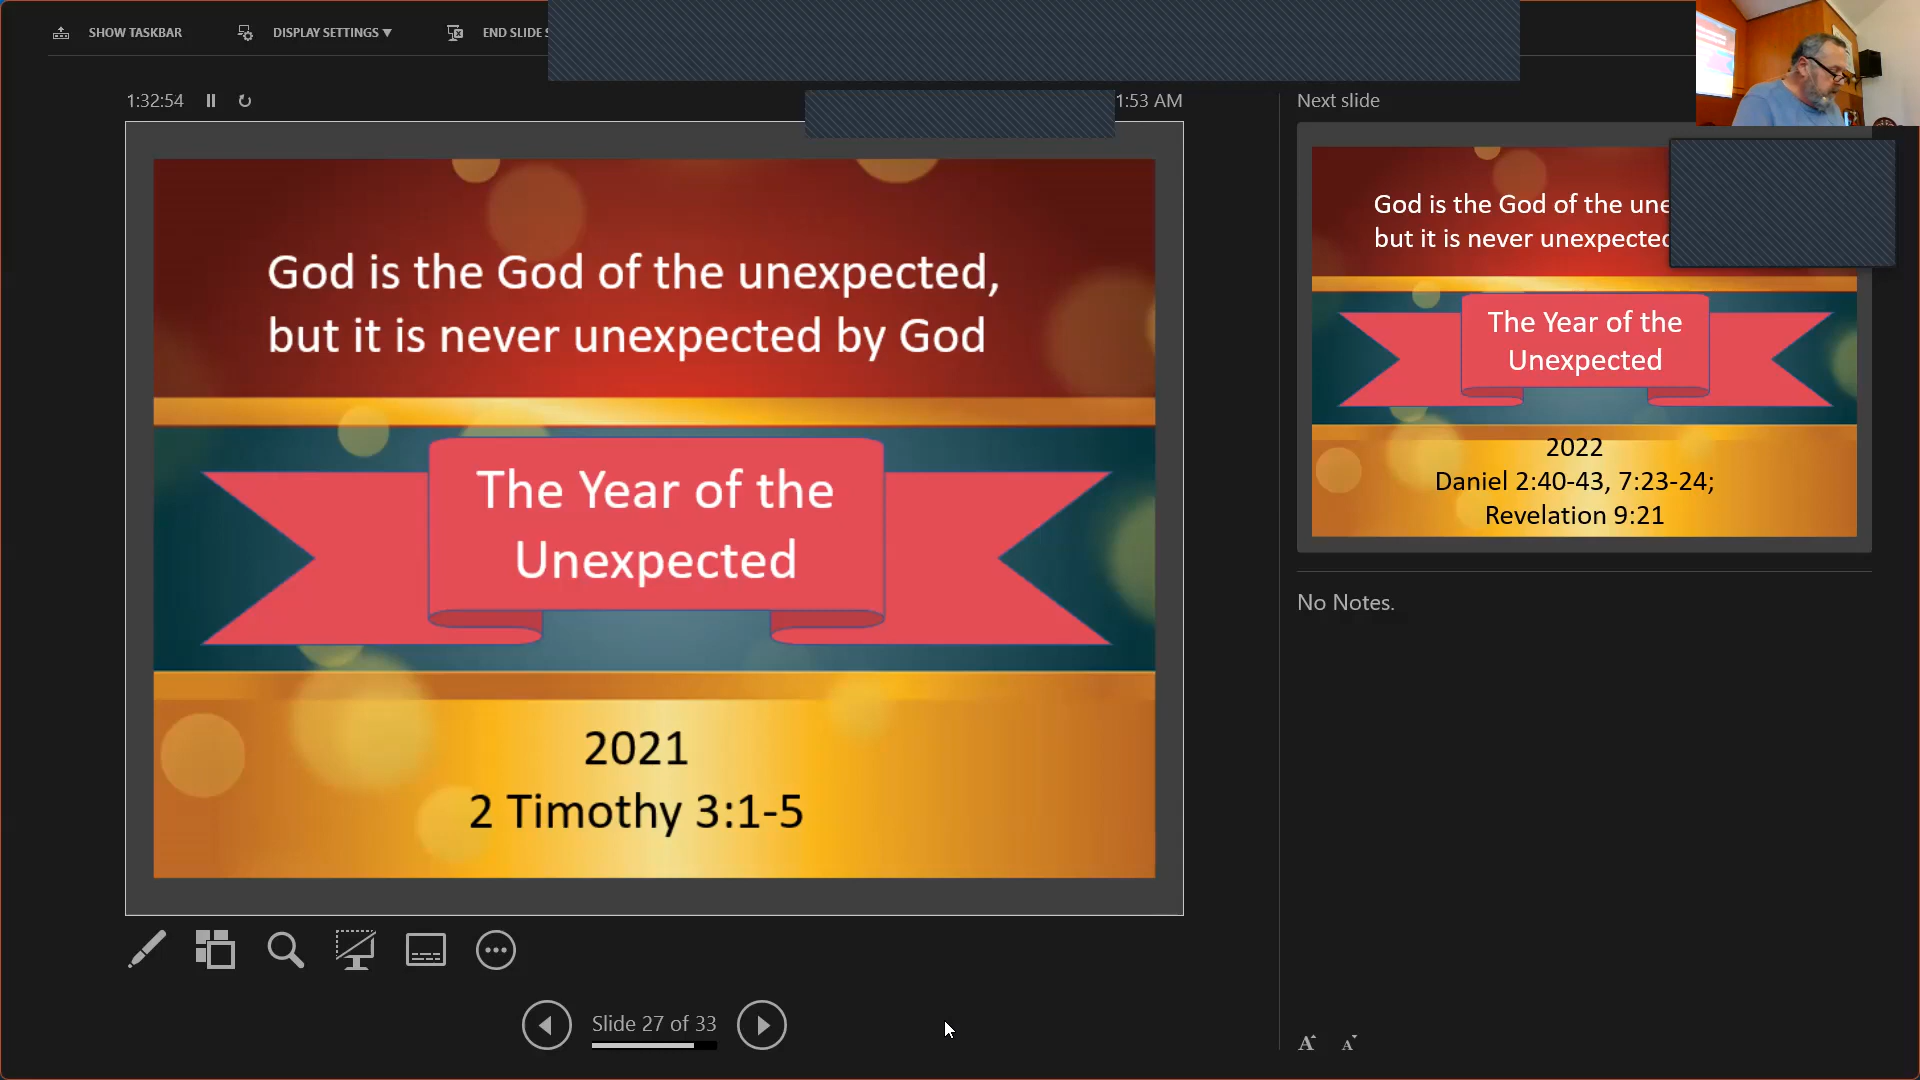 SHOW TASKBAR
DISPLAY SETTINGS
END SLIDE
1:32:54
1:53 AM
Next slide
God is the God of the unexpected,
but it is never unexpected by God
The Year of the
Unexpected
2021
2 Timothy 3:1-5
God is the God of the
but it is never
The Year of the
Unexpected
2022
Daniel 2:40-43, 7:23-24;
Revelation 9:21
No Notes.
Slide 27 of 33
A A